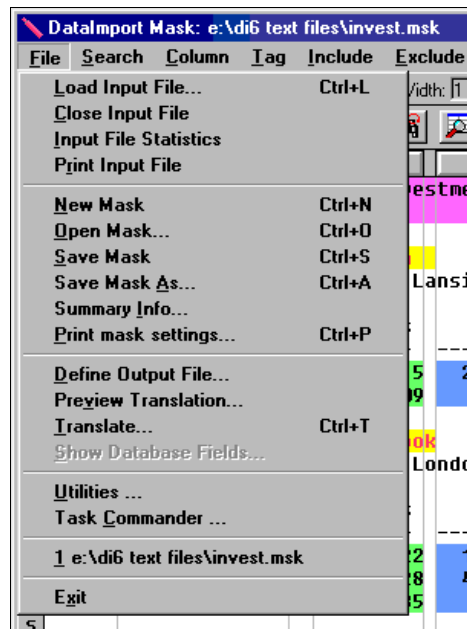 DataImport Mask: e:\di6 text files\invest.msk
File Search Column Tag Include Exclude
Load Input File... Ctrl+L
Close Input File
Input File Statistics
Print Input File
New Mask Ctrl+N
Open Mask... Ctrl+O
Save Mask Ctrl+S
Save Mask As... Ctrl+A
Summary Info...
Print mask settings... Ctrl+P
Define Output File...
Preview Translation...
Translate... Ctrl+T
Show Database Fields...
Utilities ...
Task Commander ...
1 e:\di6 text files\invest.msk
Exit